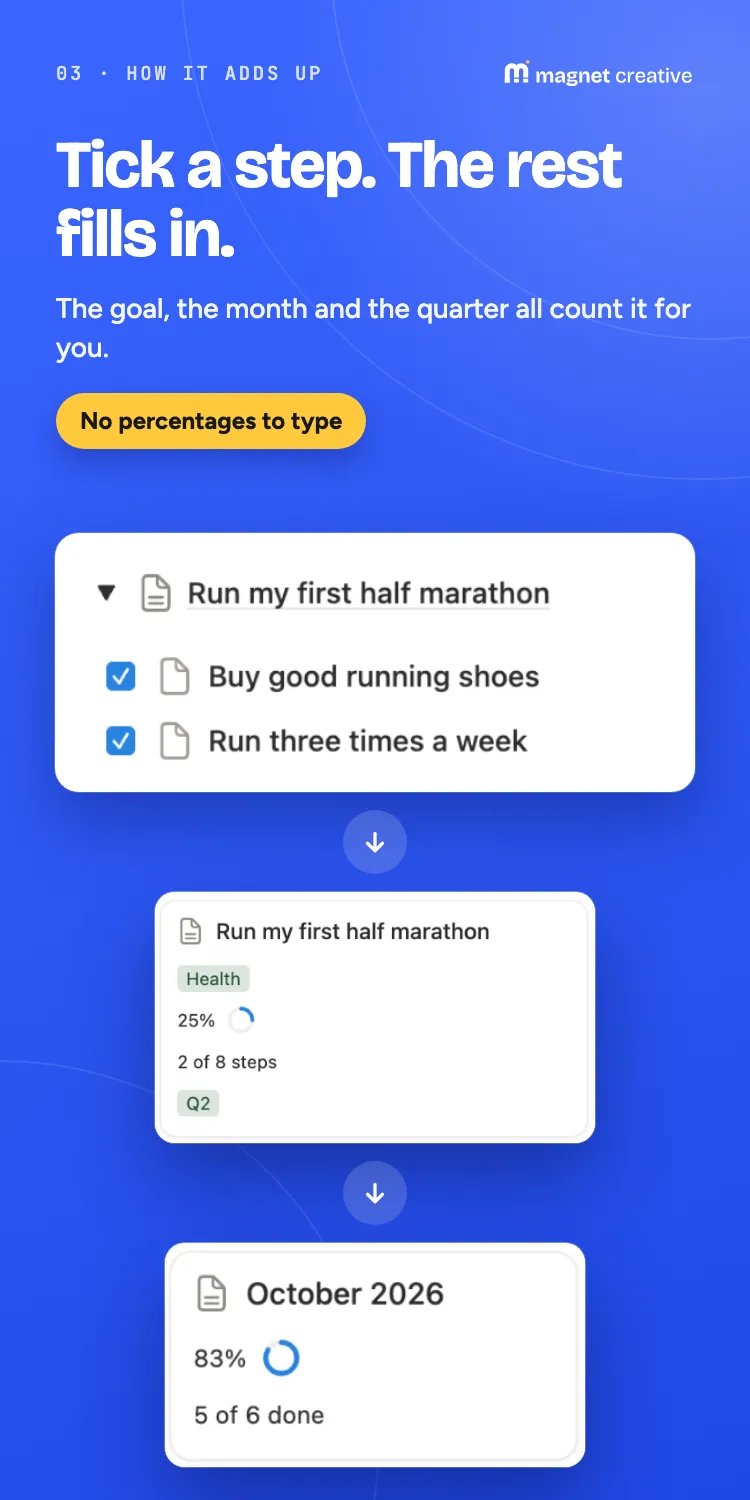 03 · HOW IT ADDS UP
magnet creative
Tick a step. The rest
fills in.
The goal, the month and the quarter all count it for
you.
No percentages to type
Run my first half marathon
Buy good running shoes
Run three times a week
Run my first half marathon
Health
25%
2 of 8 steps
Q2
October 2026
83%
5 of 6 done